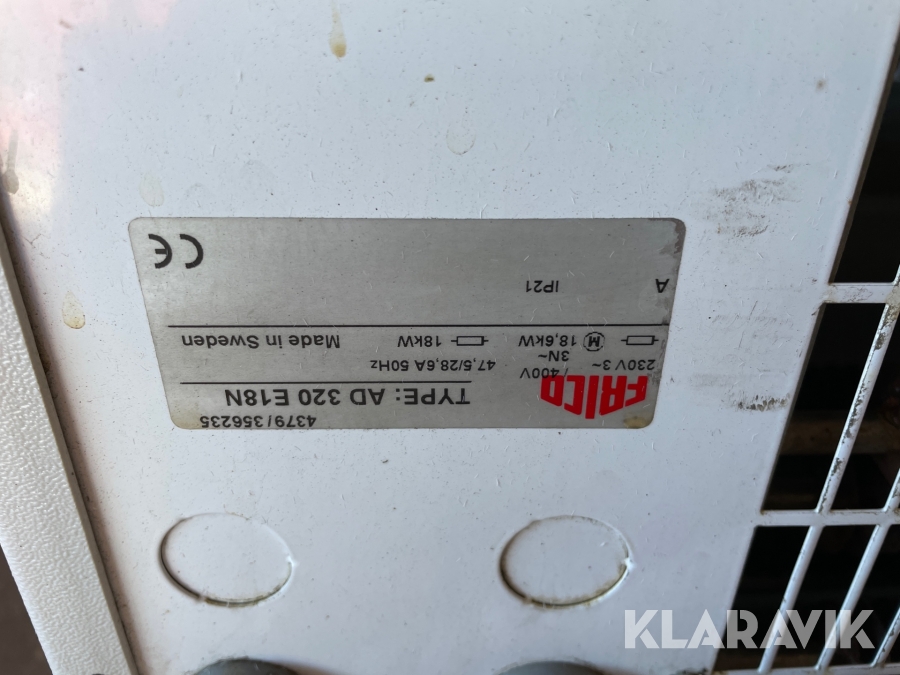 4379/356235
FRICO TYPE: AD 320 E18N
230V 3~ /400V 3N~ 47,5/28,6A 50Hz
M 18,6kW 18kW Made in Sweden
A IP21
CE
KLARAVIK